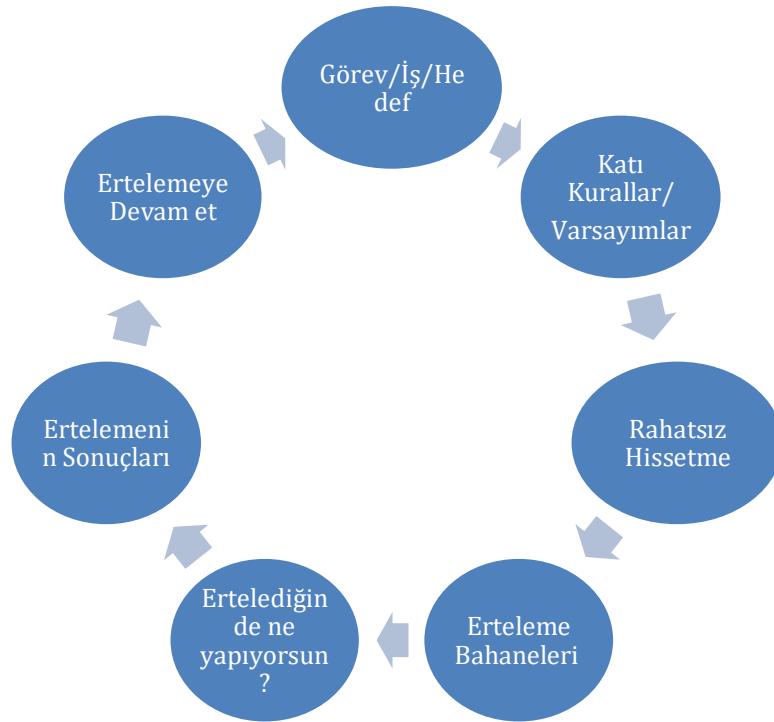 Görev/İş/He
def
Katı
Kurallar/
Varsayımlar
Rahatsız
Hissetme
Erteleme
Bahaneleri
Ertelediğin
de ne
yapıyorsun
?
Ertelemeni
n Sonuçları
Ertelemeye
Devam et